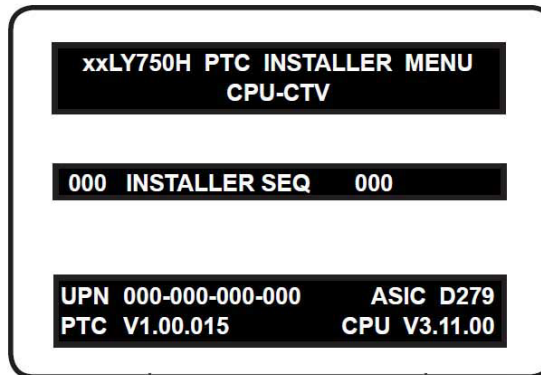 xxLY750H PTC INSTALLER MENU
CPU-CTV
000 INSTALLER SEQ 000
UPN 000-000-000-000 ASIC D279
PTC V1.00.015 CPU V3.11.00